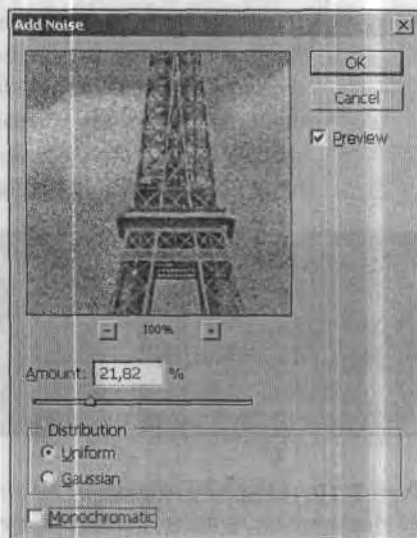 Add Noise
OK
Cancel
Preview
100%
Amount: 21,82 %
Distribution
Uniform
Gaussian
Monochromatic